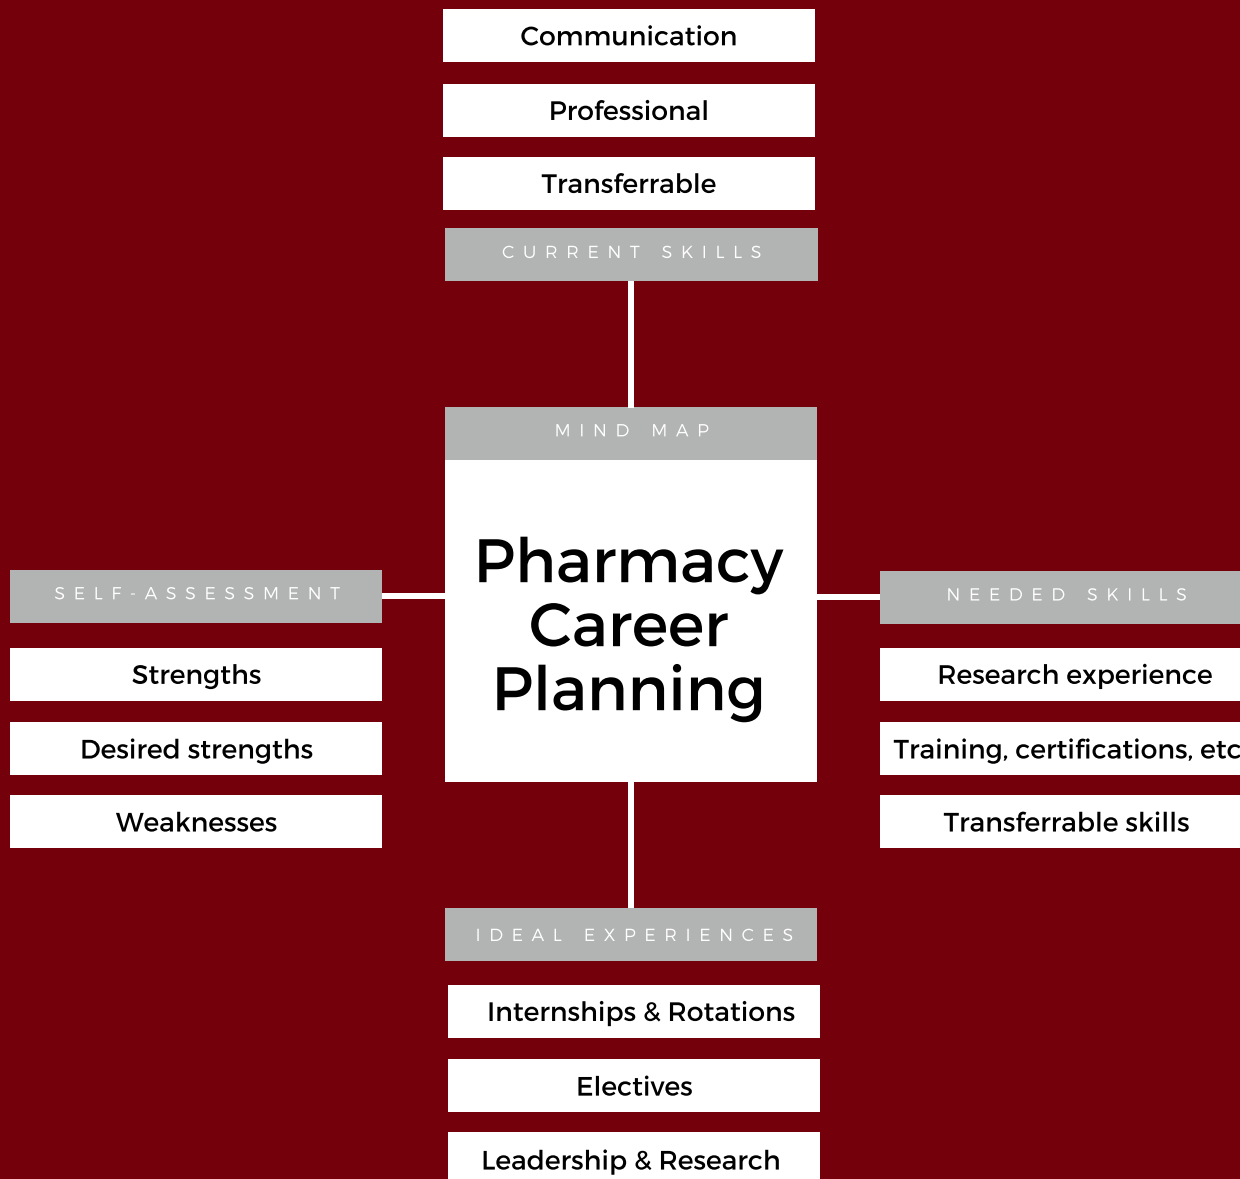 Communication
Professional
Transferrable
CURRENT SKILLS
MIND MAP
Pharmacy
Career
Planning
SELF-ASSESSMENT
Strengths
Desired strengths
Weaknesses
NEEDED SKILLS
Research experience
Training, certifications, etc
Transferrable skills
IDEAL EXPERIENCES
Internships & Rotations
Electives
Leadership & Research